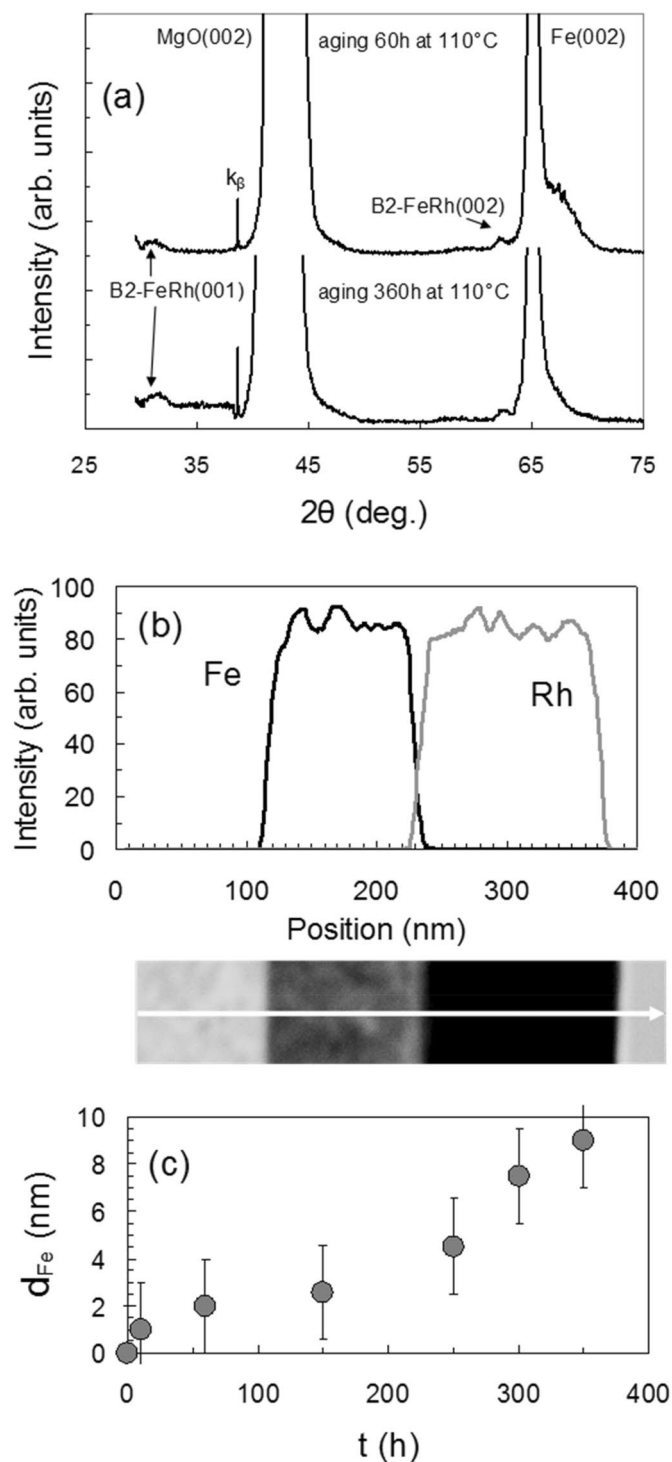 MgO(002) aging 60h at 110°C Fe(002)
(a)
kβ
B2-FeRh(002)
B2-FeRh(001)
aging 360h at 110°C
Intensity (arb. units)
25 35 45 55 65 75
2θ (deg.)
(b)
Fe
Rh
Intensity (arb. units)
100
80
60
40
20
0
0 100 200 300 400
Position (nm)
(c)
dFe (nm)
10
8
6
4
2
0
0 100 200 300 400
t (h)